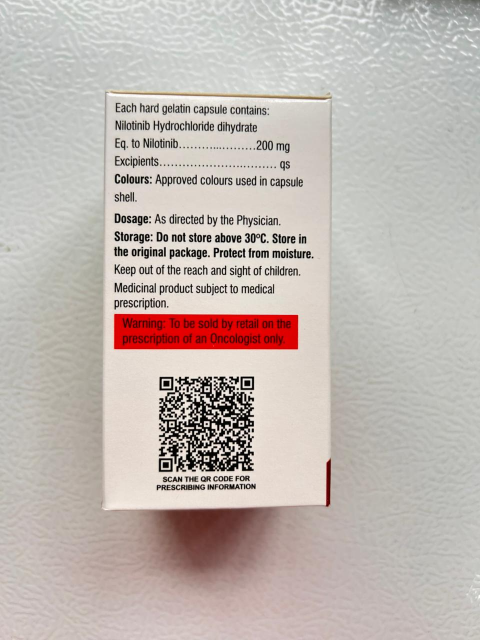 Each hard gelatin capsule contains:
Nilotinib Hydrochloride dihydrate
Eq. to Nilotinib......................200 mg
Excipients.............................. qs
Colours: Approved colours used in capsule
shell.
Dosage: As directed by the Physician.
Storage: Do not store above 30°C. Store in
the original package. Protect from moisture.
Keep out of the reach and sight of children.
Medicinal product subject to medical
prescription.
Warning: To be sold by retail on the
prescription of an Oncologist only.
SCAN THE QR CODE FOR
PRESCRIBING INFORMATION